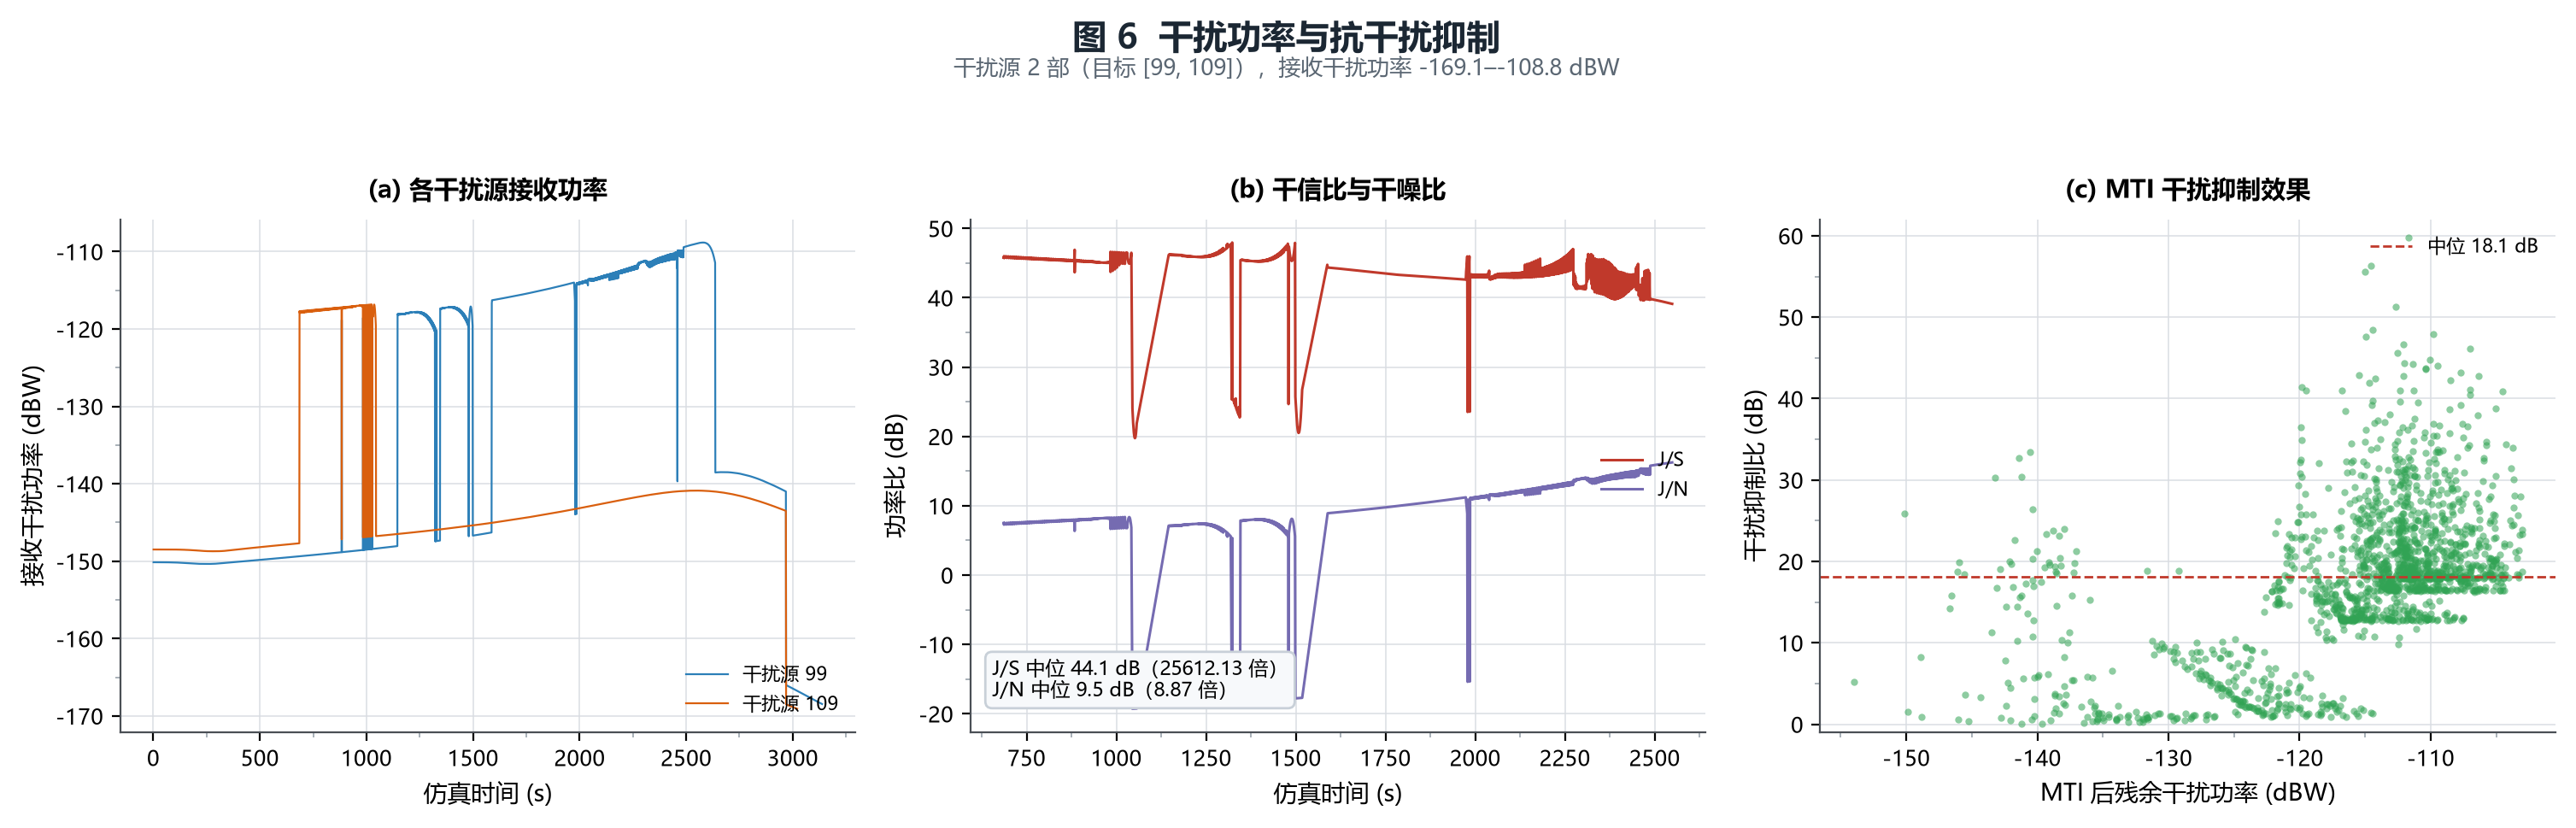 图 6 干扰功率与抗干扰抑制
干扰源 2 部（目标 [99, 109]），接收干扰功率 -169.1–-108.8 dBW
(a) 各干扰源接收功率
接收干扰功率 (dBW)
-110
-120
-130
-140
-150
-160
-170
干扰源 99
干扰源 109
0 500 1000 1500 2000 2500 3000
仿真时间 (s)
(b) 干信比与干噪比
功率比 (dB)
50
40
30
20
10
0
-10
-20
J/S
J/N
J/S 中位 44.1 dB（25612.13 倍）
J/N 中位 9.5 dB（8.87 倍）
750 1000 1250 1500 1750 2000 2250 2500
仿真时间 (s)
(c) MTI 干扰抑制效果
干扰抑制比 (dB)
60
50
40
30
20
10
0
中位 18.1 dB
-150 -140 -130 -120 -110
MTI 后残余干扰功率 (dBW)